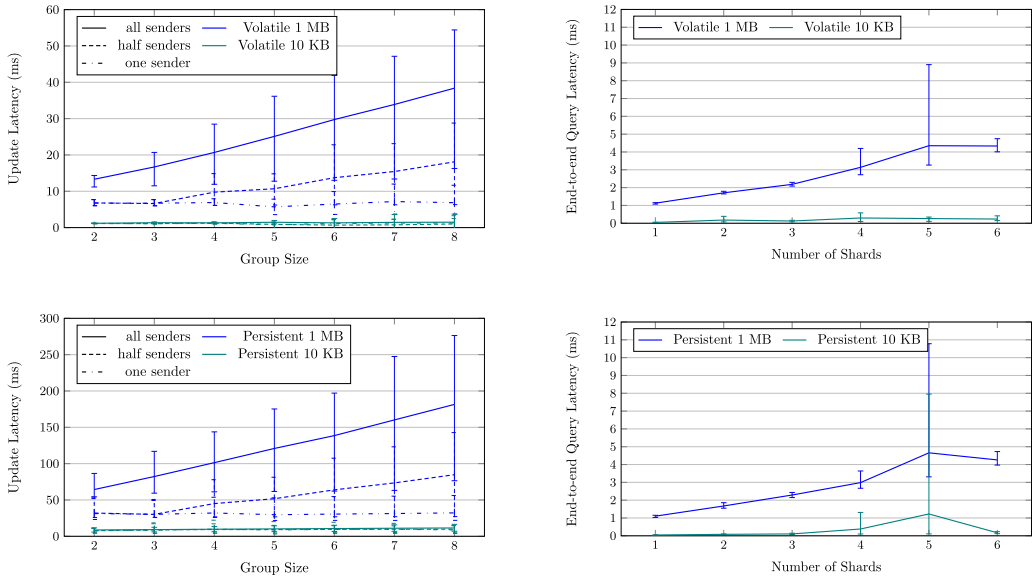 60
50
40
30
20
10
0
Update Latency (ms)
all senders
Volatile 1 MB
half senders
Volatile 10 KB
one sender
2 3 4 5 6 7 8
Group Size
12
11
10
9
8
7
6
5
4
3
2
1
0
End-to-end Query Latency (ms)
Volatile 1 MB
Volatile 10 KB
1 2 3 4 5 6
Number of Shards
300
250
200
150
100
50
0
Update Latency (ms)
all senders
Persistent 1 MB
half senders
Persistent 10 KB
one sender
2 3 4 5 6 7 8
Group Size
12
11
10
9
8
7
6
5
4
3
2
1
0
End-to-end Query Latency (ms)
Persistent 1 MB
Persistent 10 KB
1 2 3 4 5 6
Number of Shards